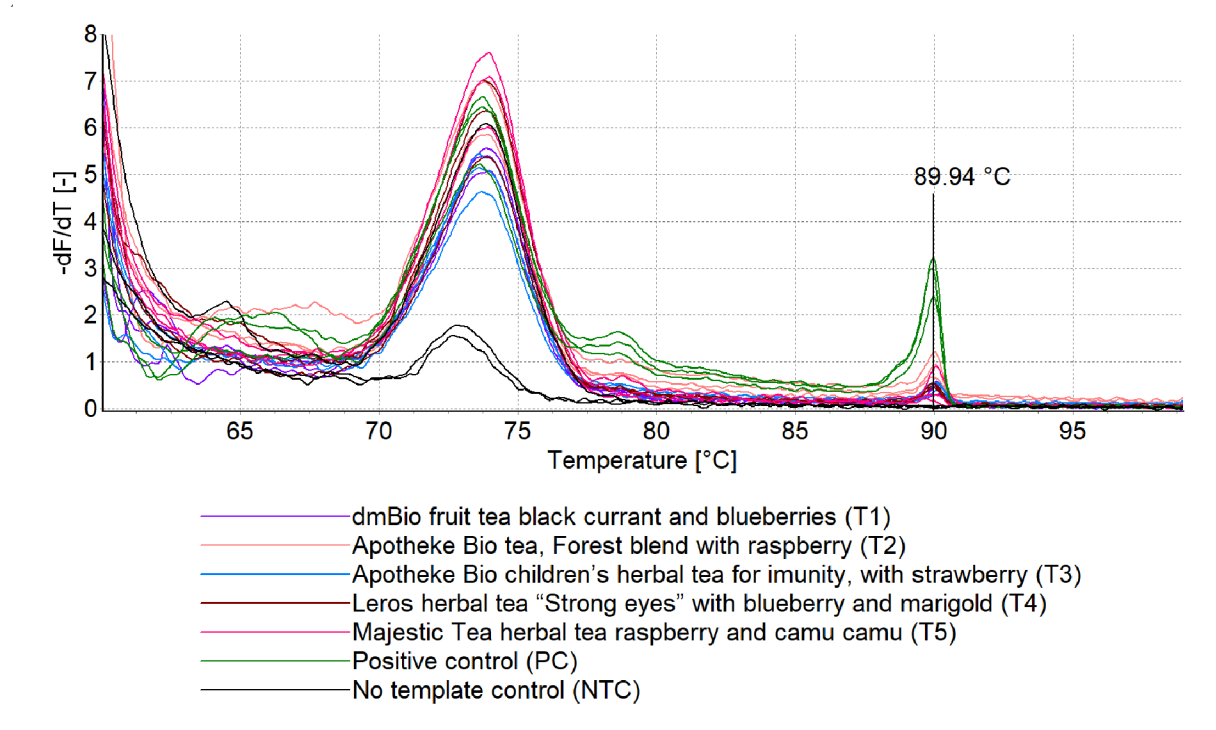 8
7
6
5
4
3
2
1
0
-dF/dT [-]
89.94 °C
65 70 75 80 85 90 95
Temperature [°C]
dmBio fruit tea black currant and blueberries (T1)
Apotheke Bio tea, Forest blend with raspberry (T2)
Apotheke Bio children's herbal tea for imunity, with strawberry (T3)
Leros herbal tea “Strong eyes” with blueberry and marigold (T4)
Majestic Tea herbal tea raspberry and camu camu (T5)
Positive control (PC)
No template control (NTC)